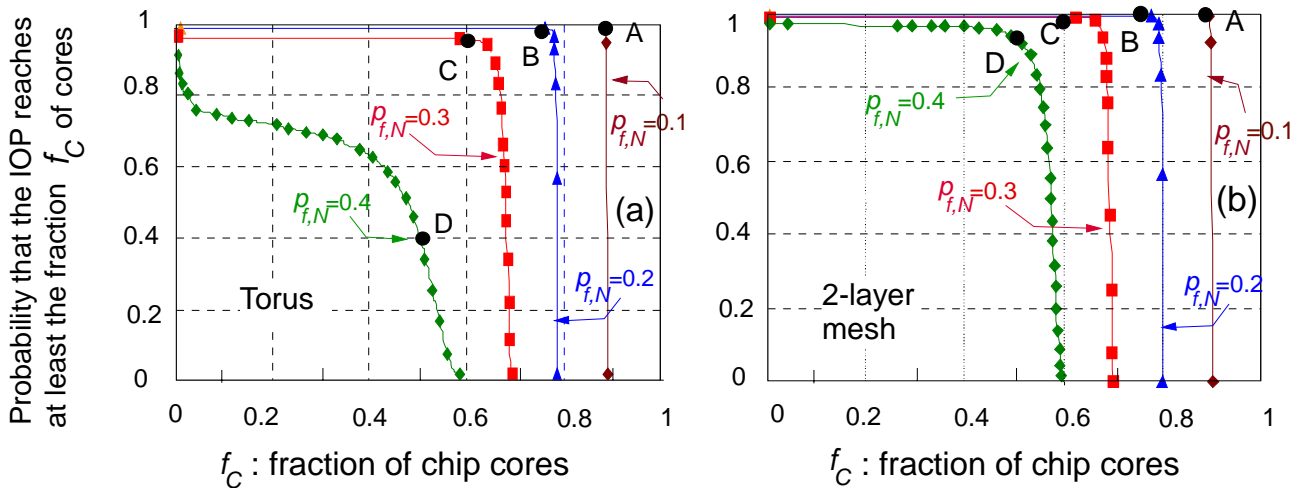 Probability that the IOP reaches
at least the fraction f_C of cores
1
0.8
0.6
0.4
0.2
0
0
0.2
0.4
0.6
0.8
1
A
B
C
D
p_f,N=0.3
p_f,N=0.1
p_f,N=0.4
p_f,N=0.2
(a)
Torus
f_C : fraction of chip cores
1
0.8
0.6
0.4
0.2
0
0
0.2
0.4
0.6
0.8
1
A
B
C
D
p_f,N=0.4
p_f,N=0.1
p_f,N=0.3
p_f,N=0.2
(b)
2-layer
mesh
f_C : fraction of chip cores